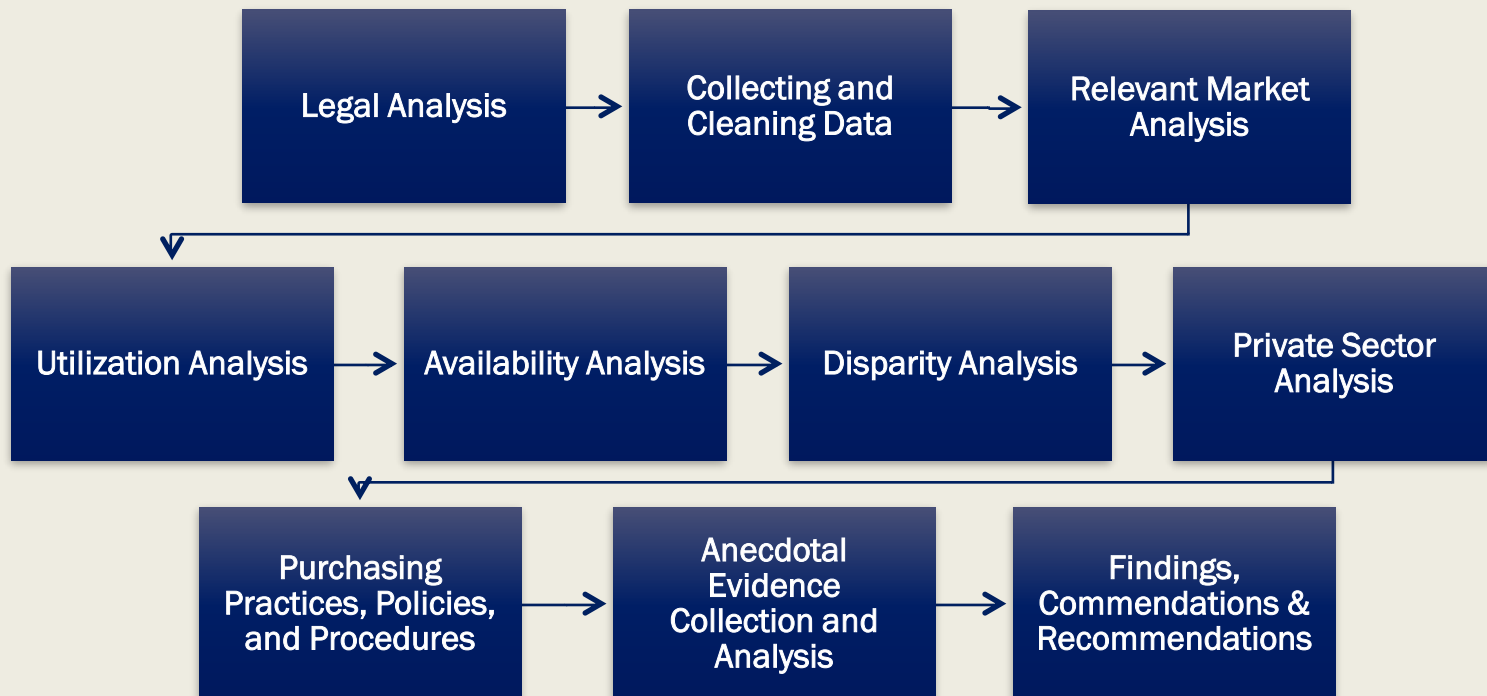 Legal Analysis
Collecting and
Cleaning Data
Relevant Market
Analysis
Utilization Analysis
Availability Analysis
Disparity Analysis
Private Sector
Analysis
Purchasing
Practices, Policies,
and Procedures
Anecdotal
Evidence
Collection and
Analysis
Findings,
Commendations &
Recommendations